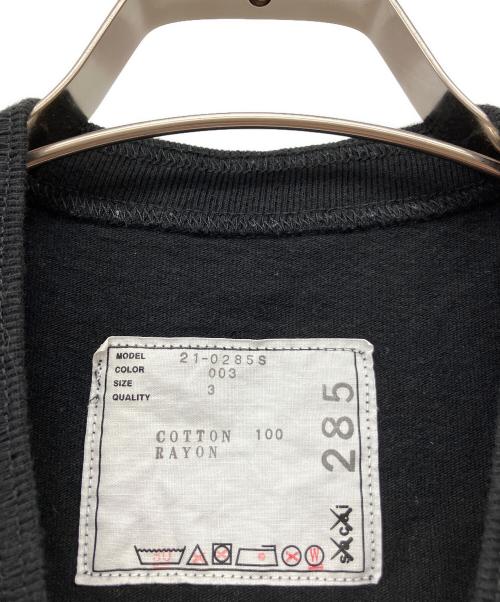 MODEL 21-0285S
COLOR 003
SIZE 3
QUALITY
COTTON 100
RAYON
285
sacai